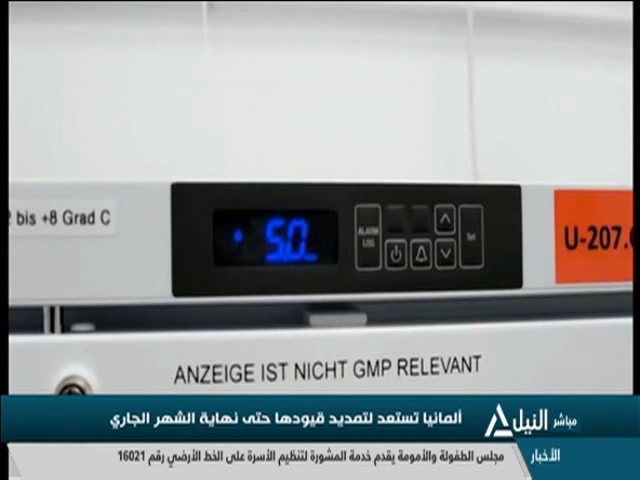 2 bis +8 Grad C
5.0
ALARM LOG
Set
U-207.
ANZEIGE IST NICHT GMP RELEVANT
ألمانيا تستعد لتمديد قيودها حتى نهاية الشهر الجاري
النيل مباشر
الأخبار
مجلس الطفولة والأمومة يقدم خدمة المشورة لتنظيم الأسرة على الخط الأرضي رقم 16021